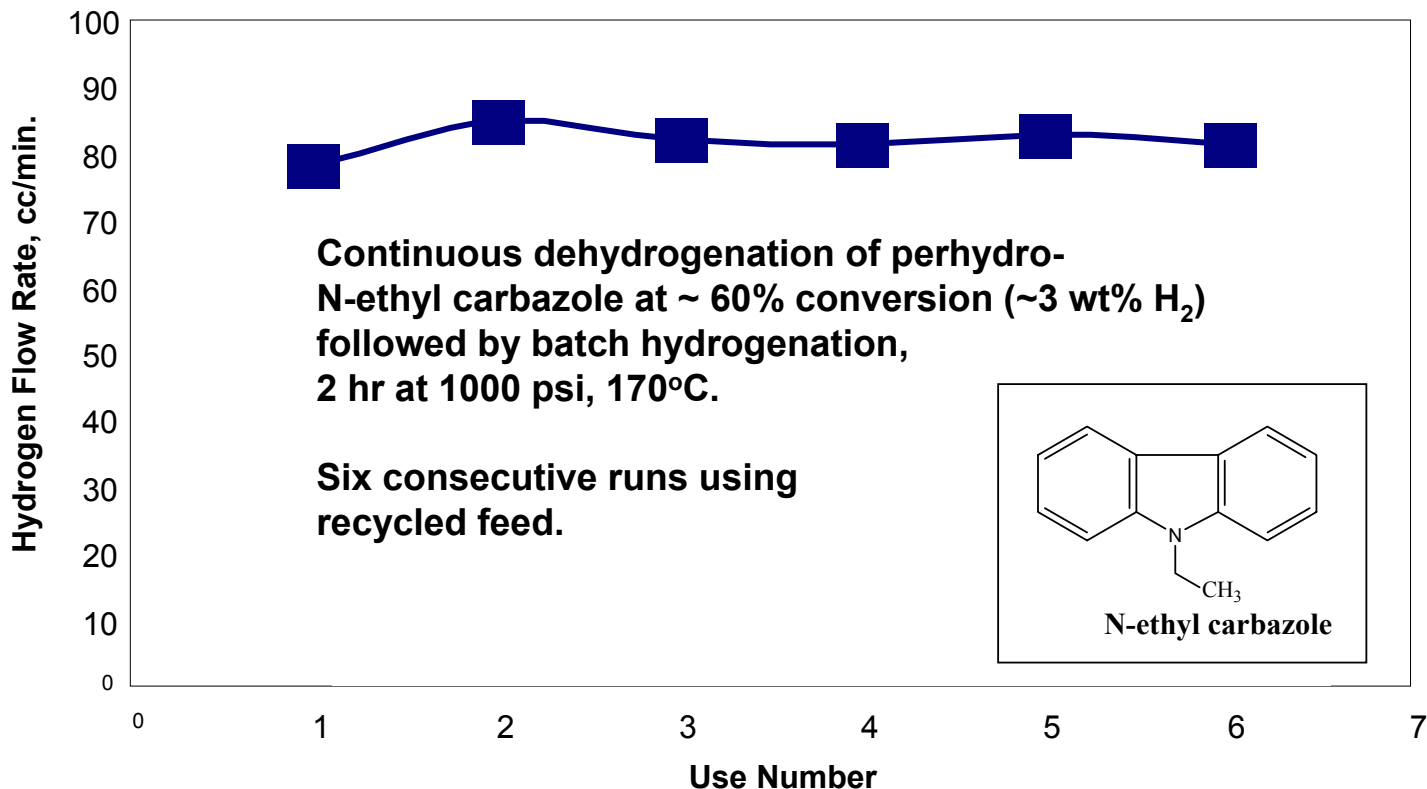 100
90
80
70
60
50
40
30
20
10
0
Hydrogen Flow Rate, cc/min.
Continuous dehydrogenation of perhydro-
N-ethyl carbazole at ~ 60% conversion (~3 wt% H₂)
followed by batch hydrogenation,
2 hr at 1000 psi, 170ºC.
Six consecutive runs using
recycled feed.
N
CH₃
N-ethyl carbazole
0 1 2 3 4 5 6 7
Use Number